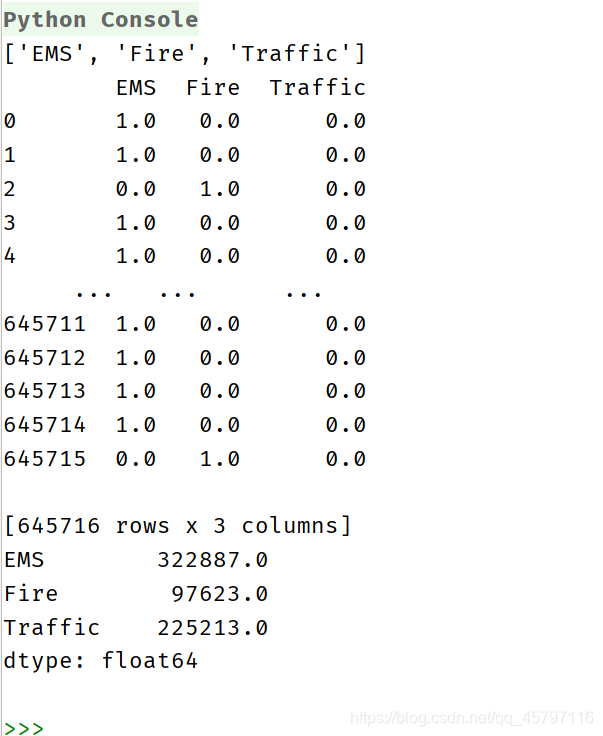 Python Console
['EMS', 'Fire', 'Traffic']
        EMS  Fire  Traffic
0       1.0   0.0      0.0
1       1.0   0.0      0.0
2       0.0   1.0      0.0
3       1.0   0.0      0.0
4       1.0   0.0      0.0
     ...   ...      ...
645711  1.0   0.0      0.0
645712  1.0   0.0      0.0
645713  1.0   0.0      0.0
645714  1.0   0.0      0.0
645715  0.0   1.0      0.0
[645716 rows x 3 columns]
EMS        322887.0
Fire        97623.0
Traffic    225213.0
dtype: float64
https://blog.csdn.net/qq_45797116
>>>